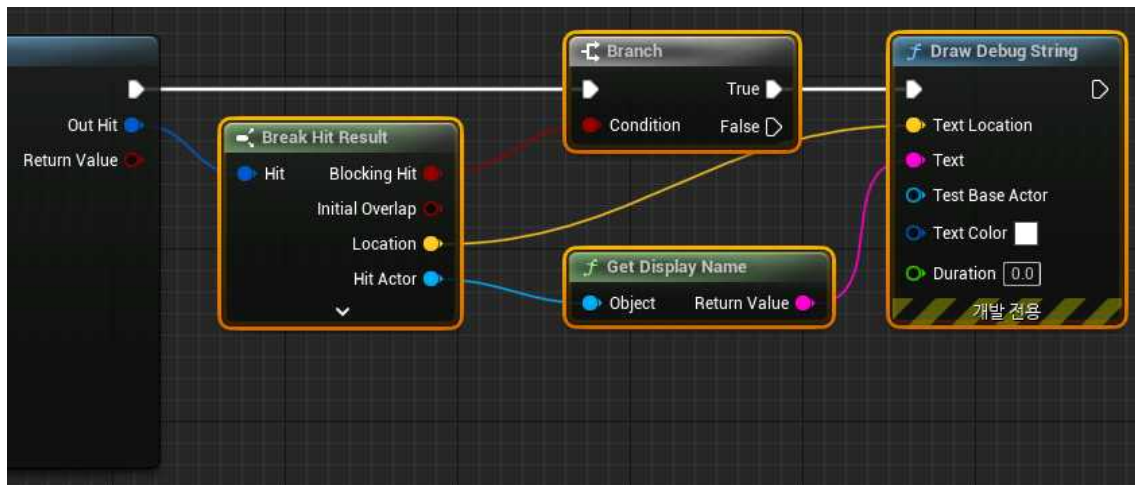 Out Hit
Return Value
Break Hit Result
Hit
Blocking Hit
Initial Overlap
Location
Hit Actor
Branch
True
Condition
False
f Get Display Name
Object
Return Value
f Draw Debug String
Text Location
Text
Test Base Actor
Text Color
Duration 0.0
개발 전용